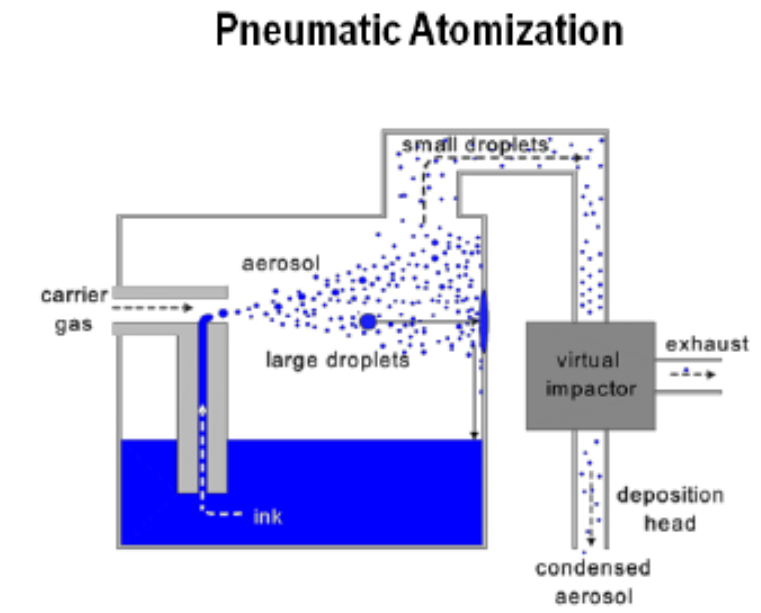 Pneumatic Atomization
small droplets
aerosol
carrier
gas
large droplets
ink
virtual
impactor
exhaust
deposition
head
condensed
aerosol